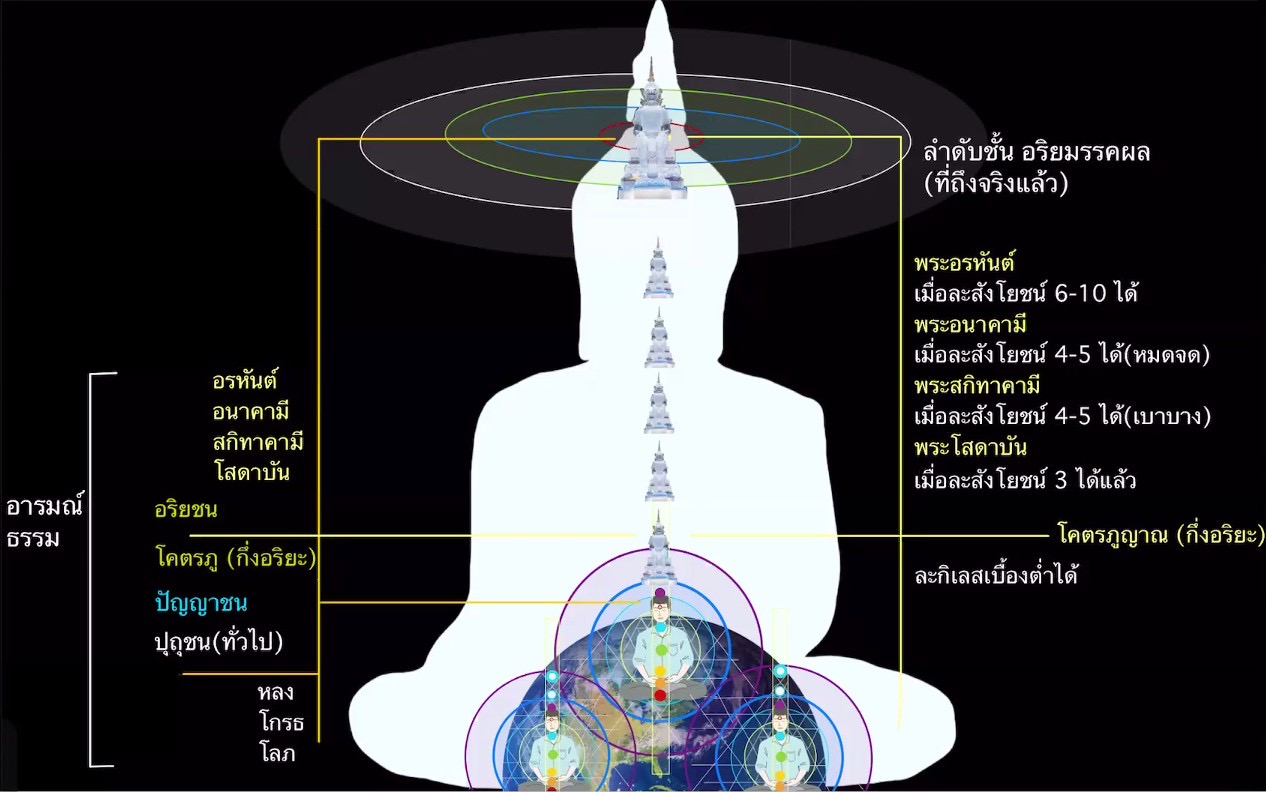 ลำดับชั้น อริยมรรคผล
(ที่ถึงจริงแล้ว)
พระอรหันต์
เมื่อละสังโยชน์ 6-10 ได้
พระอนาคามี
เมื่อละสังโยชน์ 4-5 ได้(หมดจด)
พระสกิทาคามี
เมื่อละสังโยชน์ 4-5 ได้(เบาบาง)
พระโสดาบัน
เมื่อละสังโยชน์ 3 ได้แล้ว
โคตรภูญาณ (กึ่งอริยะ)
ละกิเลสเบื้องต่ำได้
อารมณ์
ธรรม
อรหันต์
อนาคามี
สกิทาคามี
โสดาบัน
อริยชน
โคตรภู (กึ่งอริยะ)
ปัญญาชน
ปุถุชน(ทั่วไป)
หลง
โกรธ
โลภ